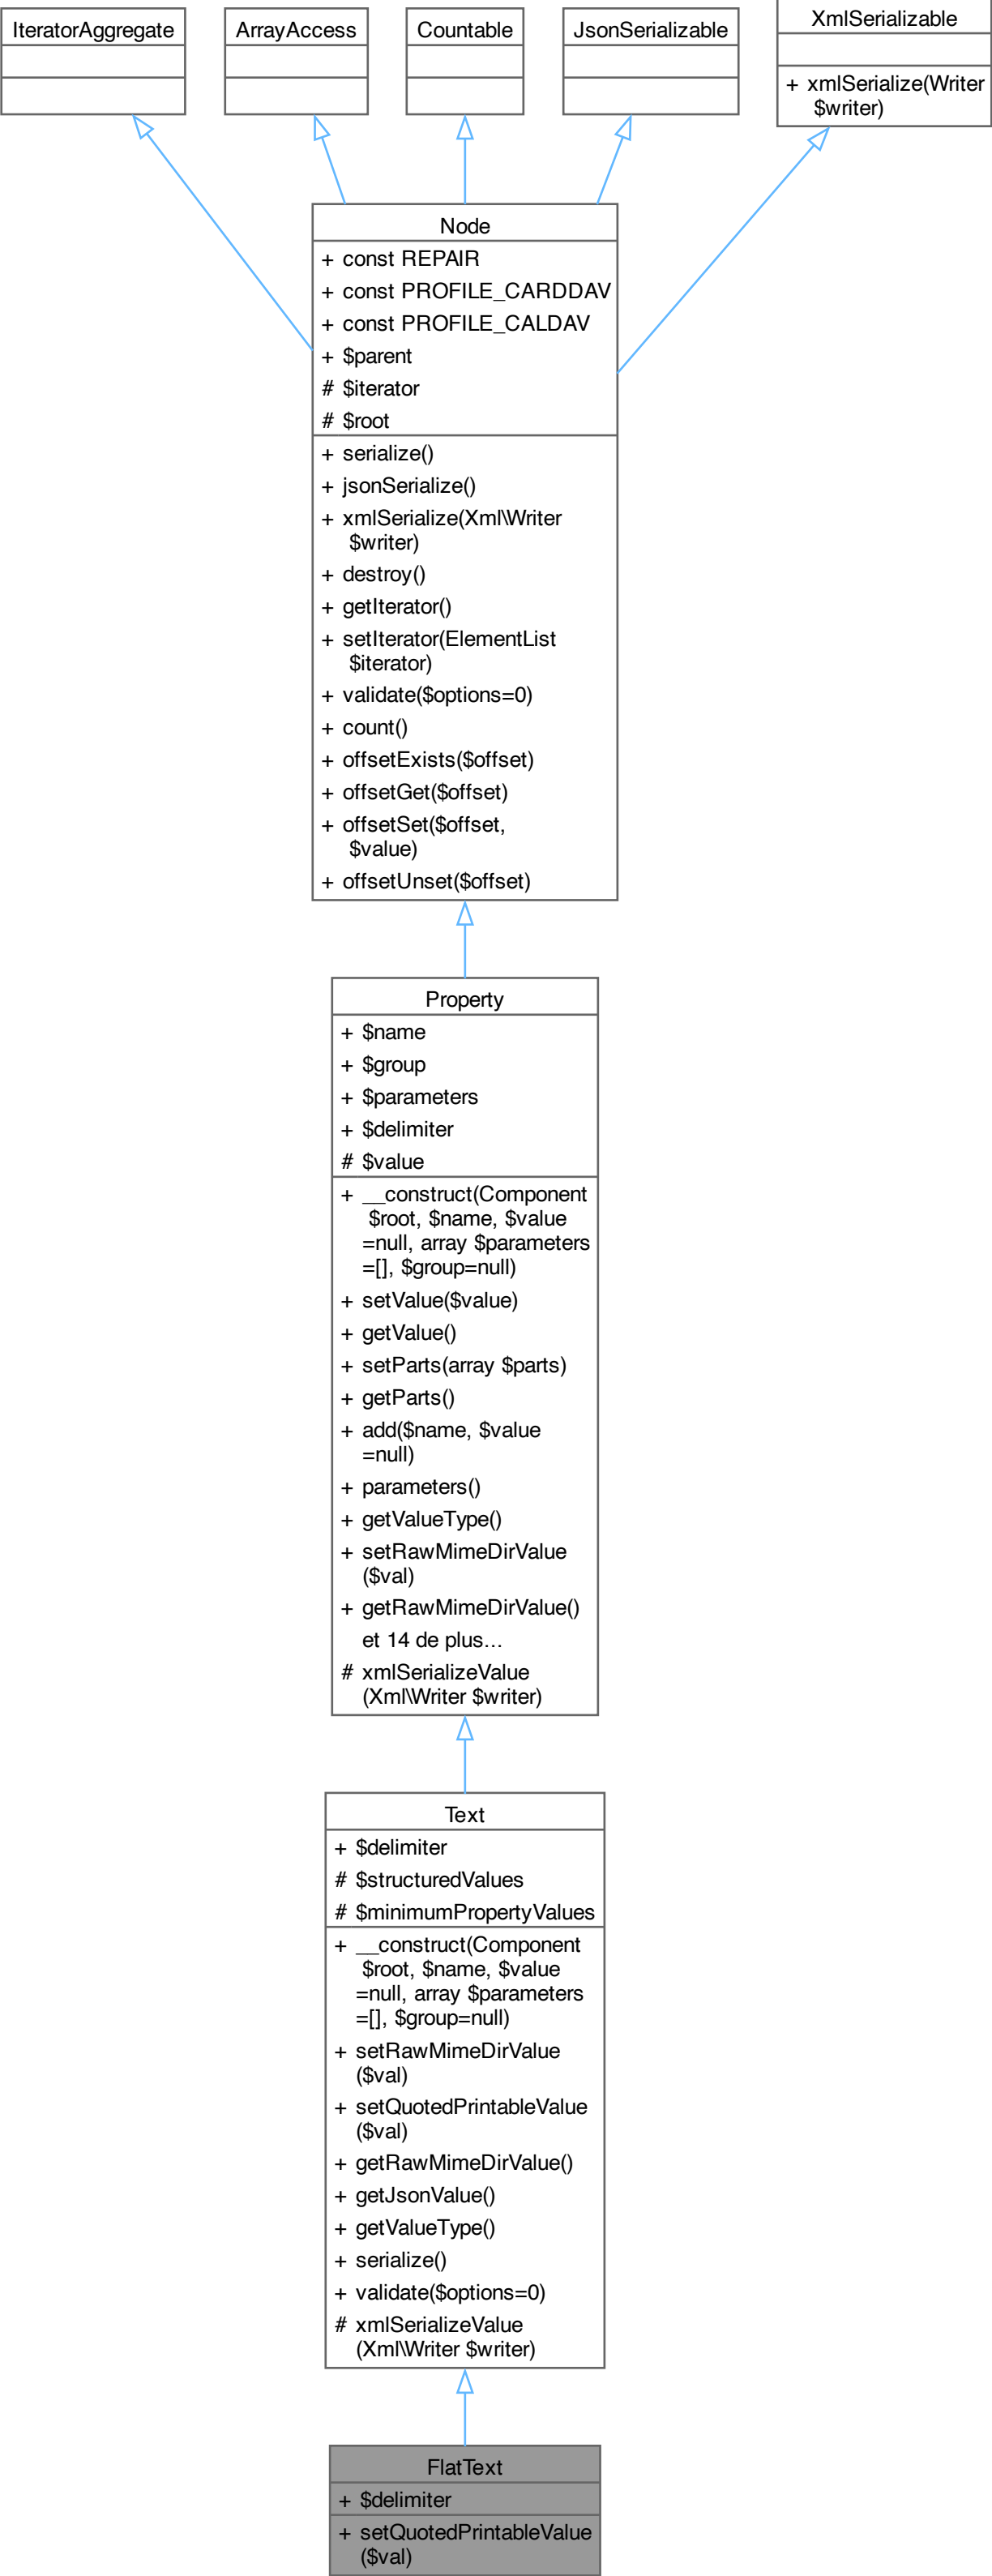 IteratorAggregate
ArrayAccess
Countable
JsonSerializable
XmlSerializable
+ xmlSerialize(Writer
$writer)
Node
+ const REPAIR
+ const PROFILE_CARDDAV
+ const PROFILE_CALDAV
+ $parent
# $iterator
# $root
+ serialize()
+ jsonSerialize()
+ xmlSerialize(Xml\Writer
$writer)
+ destroy()
+ getIterator()
+ setIterator(ElementList
$iterator)
+ validate($options=0)
+ count()
+ offsetExists($offset)
+ offsetGet($offset)
+ offsetSet($offset,
$value)
+ offsetUnset($offset)
Property
+ $name
+ $group
+ $parameters
+ $delimiter
# $value
+ __construct(Component
$root, $name, $value
=null, array $parameters
=[], $group=null)
+ setValue($value)
+ getValue()
+ setParts(array $parts)
+ getParts()
+ add($name, $value
=null)
+ parameters()
+ getValueType()
+ setRawMimeDirValue
($val)
+ getRawMimeDirValue()
et 14 de plus...
# xmlSerializeValue
(Xml\Writer $writer)
Text
+ $delimiter
# $structuredValues
# $minimumPropertyValues
+ __construct(Component
$root, $name, $value
=null, array $parameters
=[], $group=null)
+ setRawMimeDirValue
($val)
+ setQuotedPrintableValue
($val)
+ getRawMimeDirValue()
+ getJsonValue()
+ getValueType()
+ serialize()
+ validate($options=0)
# xmlSerializeValue
(Xml\Writer $writer)
FlatText
+ $delimiter
+ setQuotedPrintableValue
($val)